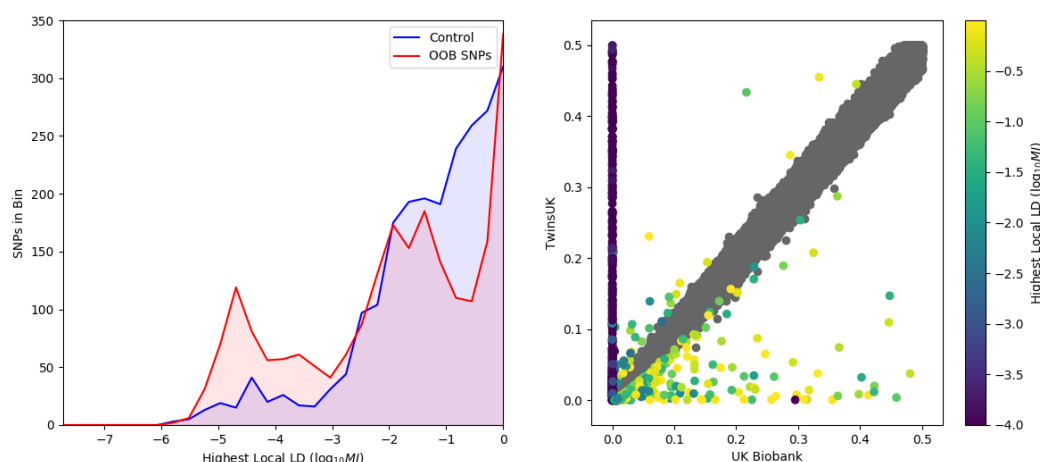 350
300
250
200
150
100
50
0
SNPs in Bin
Control
OOB SNPs
−7 −6 −5 −4 −3 −2 −1 0
Highest Local LD (log₁₀MI)
0.5
0.4
0.3
0.2
0.1
0.0
TwinsUK
0.0 0.1 0.2 0.3 0.4 0.5
UK Biobank
−0.5
−1.0
−1.5
−2.0
−2.5
−3.0
−3.5
−4.0
Highest Local LD (log₁₀MI)